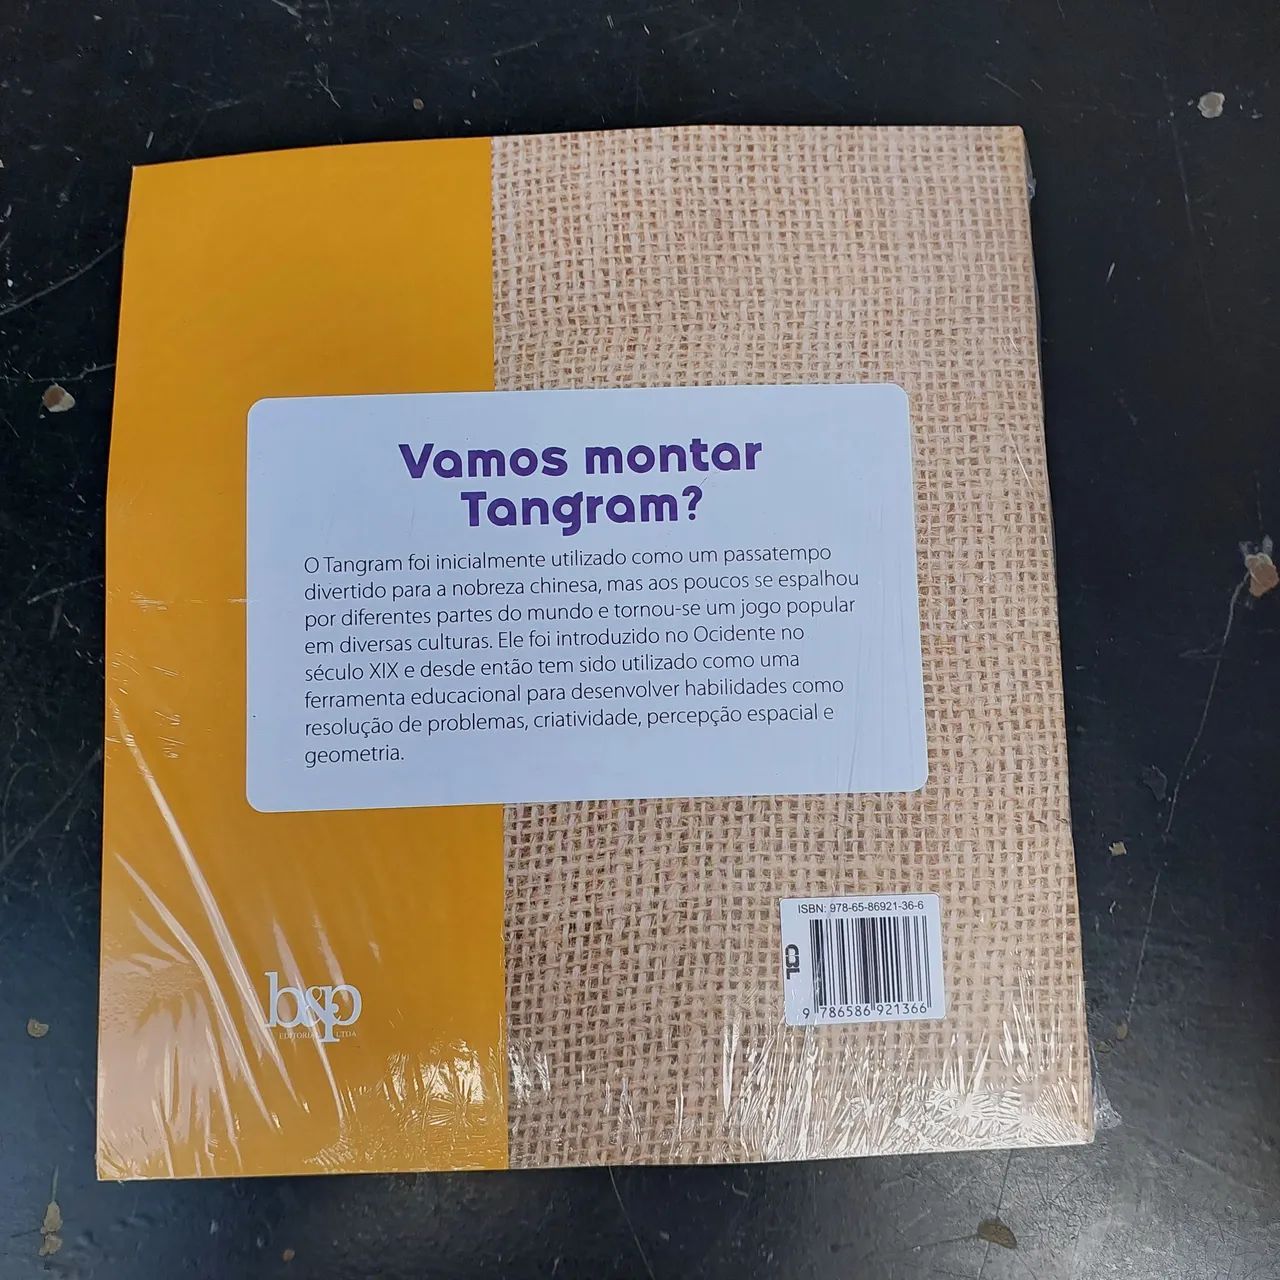 Vamos montar
Tangram?
O Tangram foi inicialmente utilizado como um passatempo
divertido para a nobreza chinesa, mas aos poucos se espalhou
por diferentes partes do mundo e tornou-se um jogo popular
em diversas culturas. Ele foi introduzido no Ocidente no
século XIX e desde então tem sido utilizado como uma
ferramenta educacional para desenvolver habilidades como
resolução de problemas, criatividade, percepção espacial e
geometria.
ISBN: 978-65-86921-36-6
CBL
9 786586 921366
b&p
EDITORIAL LTDA